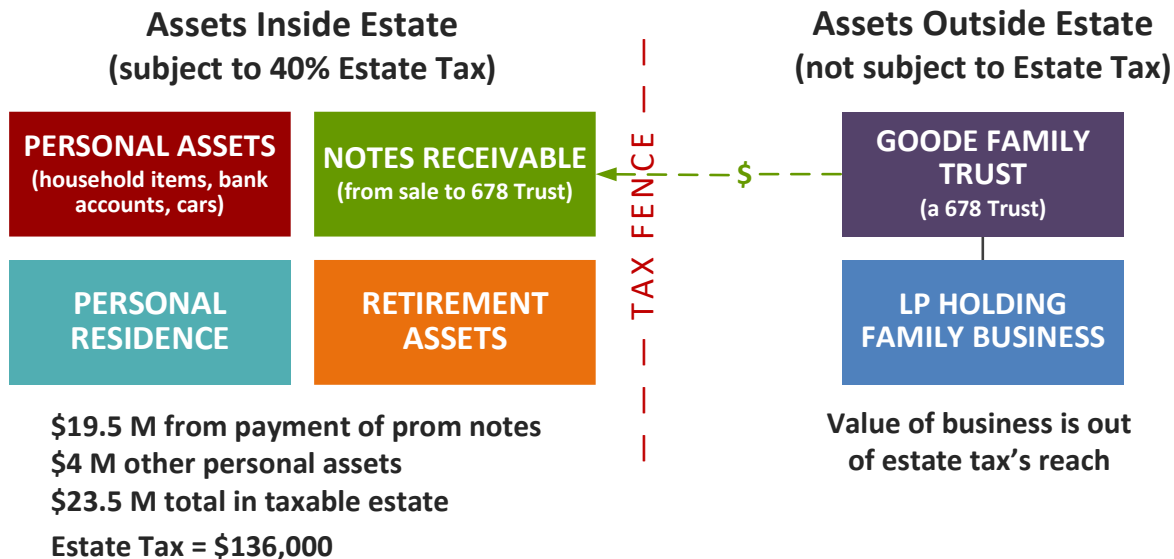 Assets Inside Estate
(subject to 40% Estate Tax)
PERSONAL ASSETS
(household items, bank
accounts, cars)
NOTES RECEIVABLE
(from sale to 678 Trust)
PERSONAL
RESIDENCE
RETIREMENT
ASSETS
$19.5 M from payment of prom notes
$4 M other personal assets
$23.5 M total in taxable estate
Estate Tax = $136,000
TAX FENCE
$
Assets Outside Estate
(not subject to Estate Tax)
GOODE FAMILY
TRUST
(a 678 Trust)
LP HOLDING
FAMILY BUSINESS
Value of business is out
of estate tax’s reach